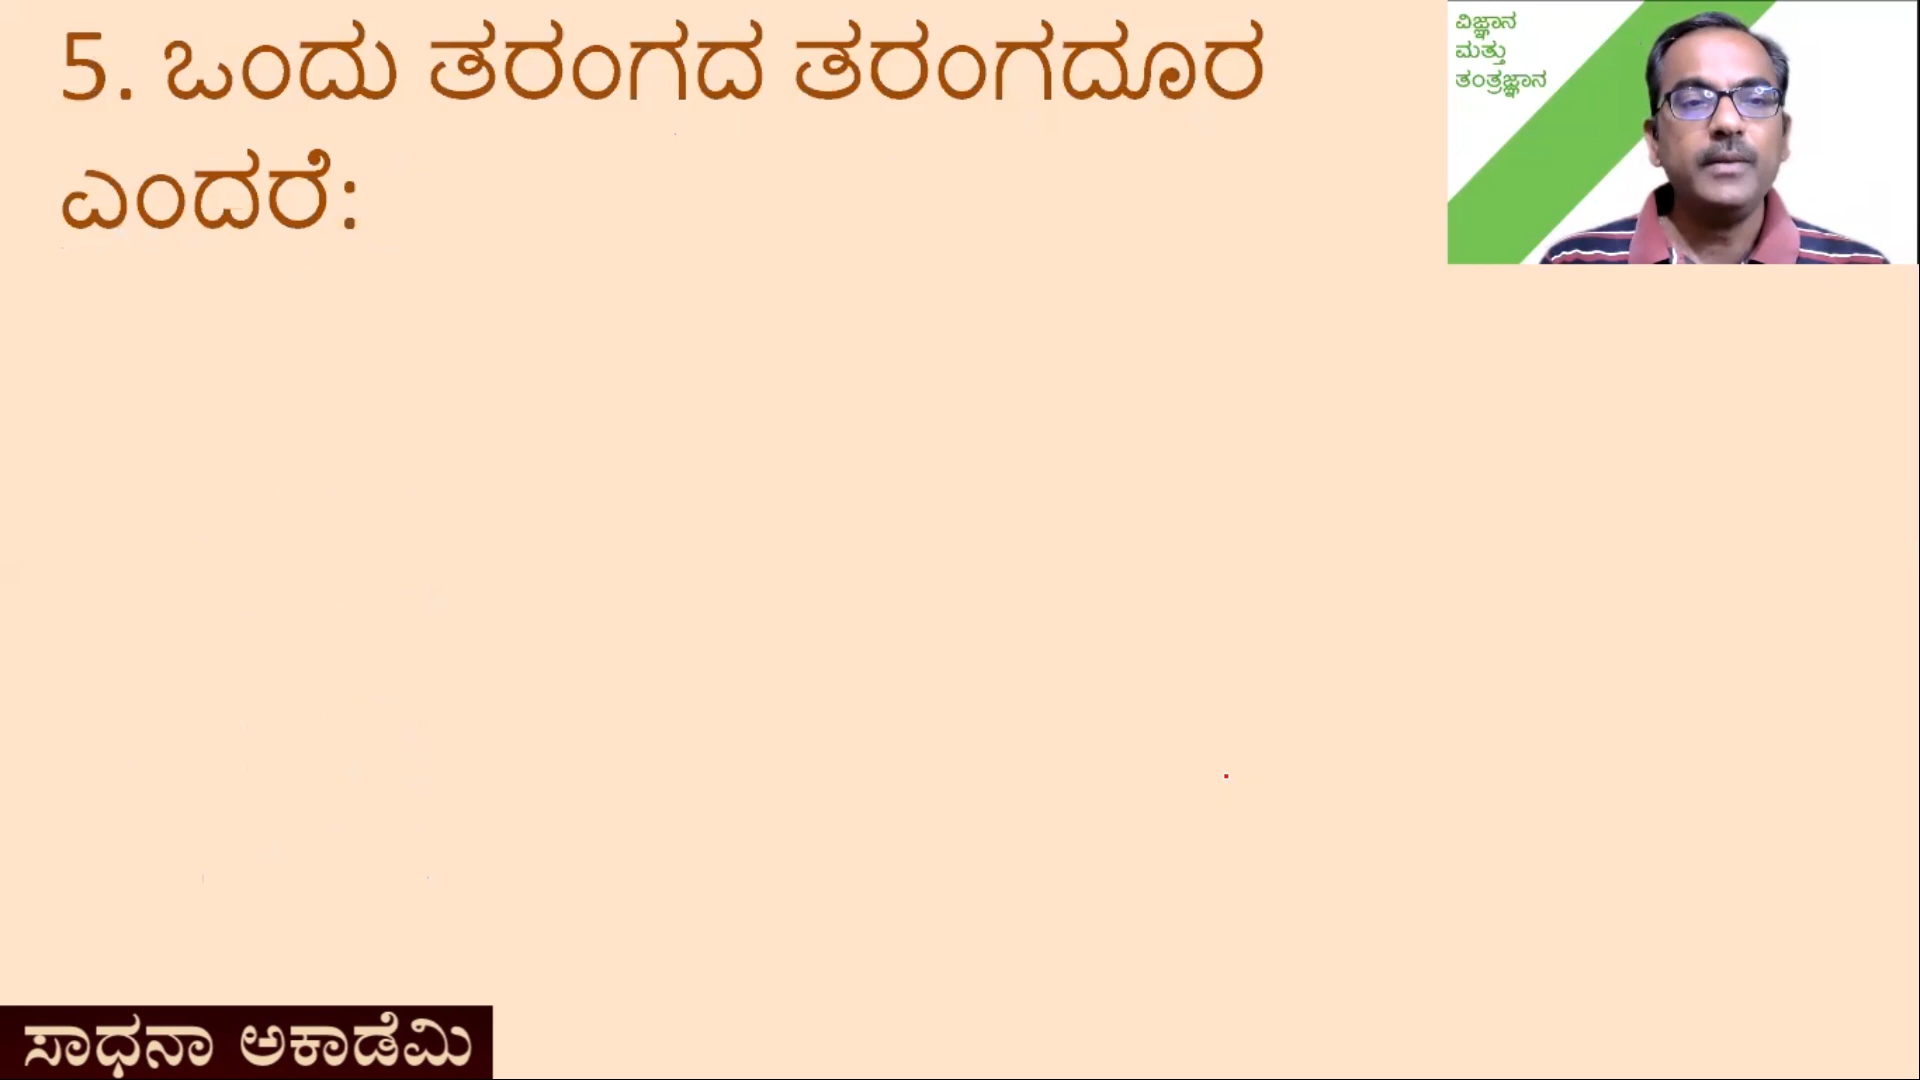 5. ಒಂದು ತರಂಗದ ತರಂಗದೂರ
ಎಂದರೆ:
ವಿಜ್ಞಾನ
ಮತ್ತು
ತಂತ್ರಜ್ಞಾನ
ಸಾಧನಾ ಅಕಾಡೆಮಿ